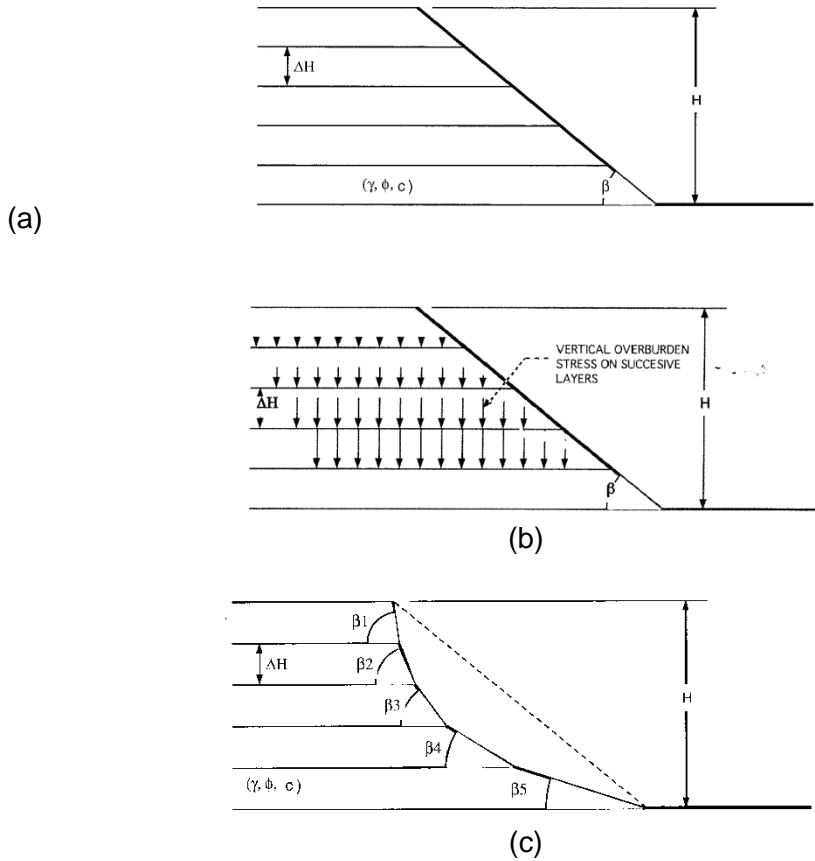 ΔH
H
(γ, ϕ, c)
β
(a)
VERTICAL OVERBURDEN
STRESS ON SUCCESIVE
LAYERS
ΔH
H
β
(b)
β1
β2
ΔH
β3
H
β4
(γ, ϕ, c)
β5
(c)